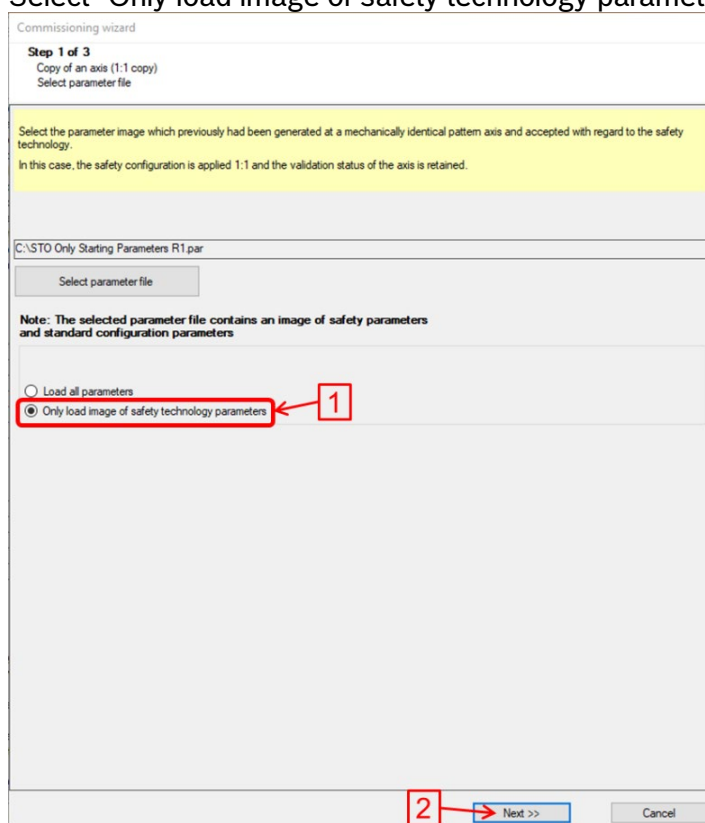 Select "Only load image of safety technology paramet
Commissioning wizard
Step 1 of 3
Copy of an axis (1:1 copy)
Select parameter file
Select the parameter image which previously had been generated at a mechanically identical pattern axis and accepted with regard to the safety
technology.
In this case, the safety configuration is applied 1:1 and the validation status of the axis is retained.
C:\STO Only Starting Parameters R1.par
Select parameter file
Note: The selected parameter file contains an image of safety parameters
and standard configuration parameters
Load all parameters
Only load image of safety technology parameters
1
2
Next >>
Cancel